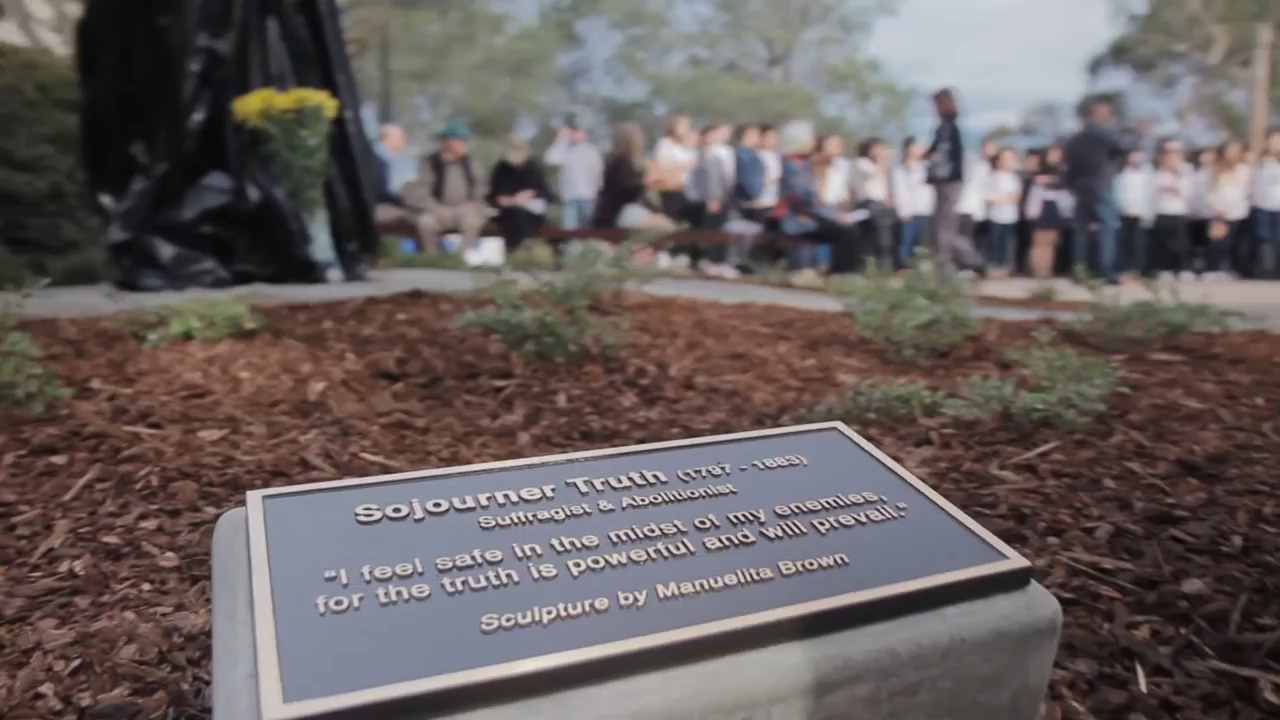 Sojourner Truth (1797 - 1883)
Suffragist & Abolitionist
"I feel safe in the midst of my enemies,
for the truth is powerful and will prevail."
Sculpture by Manuelita Brown